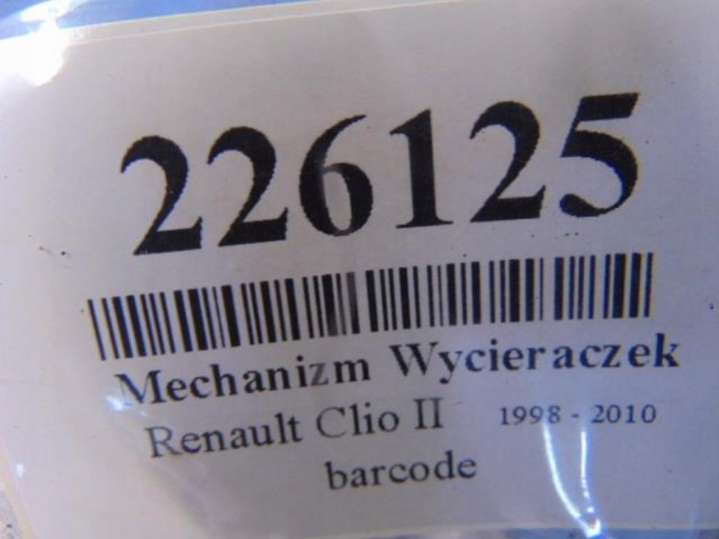 226125
Mechanizm Wycieraczek
Renault Clio II 1998 - 2010
barcode